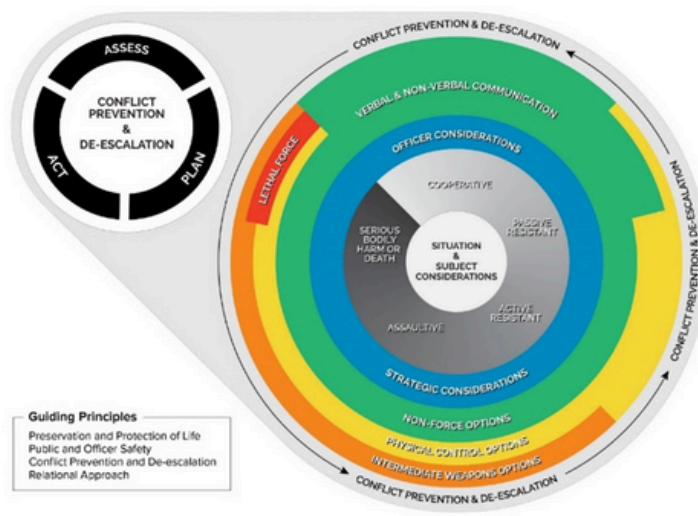 ASSESS
CONFLICT
PREVENTION
&
DE-ESCALATION
ACT
PLAN
CONFLICT PREVENTION & DE-ESCALATION
VERBAL & NON-VERBAL COMMUNICATION
OFFICER CONSIDERATIONS
LETHAL FORCE
COOPERATIVE
PASSIVE
RESISTANT
SERIOUS
BODILY
HARM OR
DEATH
SITUATION
&
SUBJECT
CONSIDERATIONS
CONFLICT PREVENTION & DE-ESCALATION
ACTIVE
RESISTANT
ASSAULTIVE
STRATEGIC CONSIDERATIONS
NON-FORCE OPTIONS
PHYSICAL CONTROL OPTIONS
INTERMEDIATE WEAPONS OPTIONS
CONFLICT PREVENTION & DE-ESCALATION
Guiding Principles
Preservation and Protection of Life
Public and Officer Safety
Conflict Prevention and De-escalation
Relational Approach